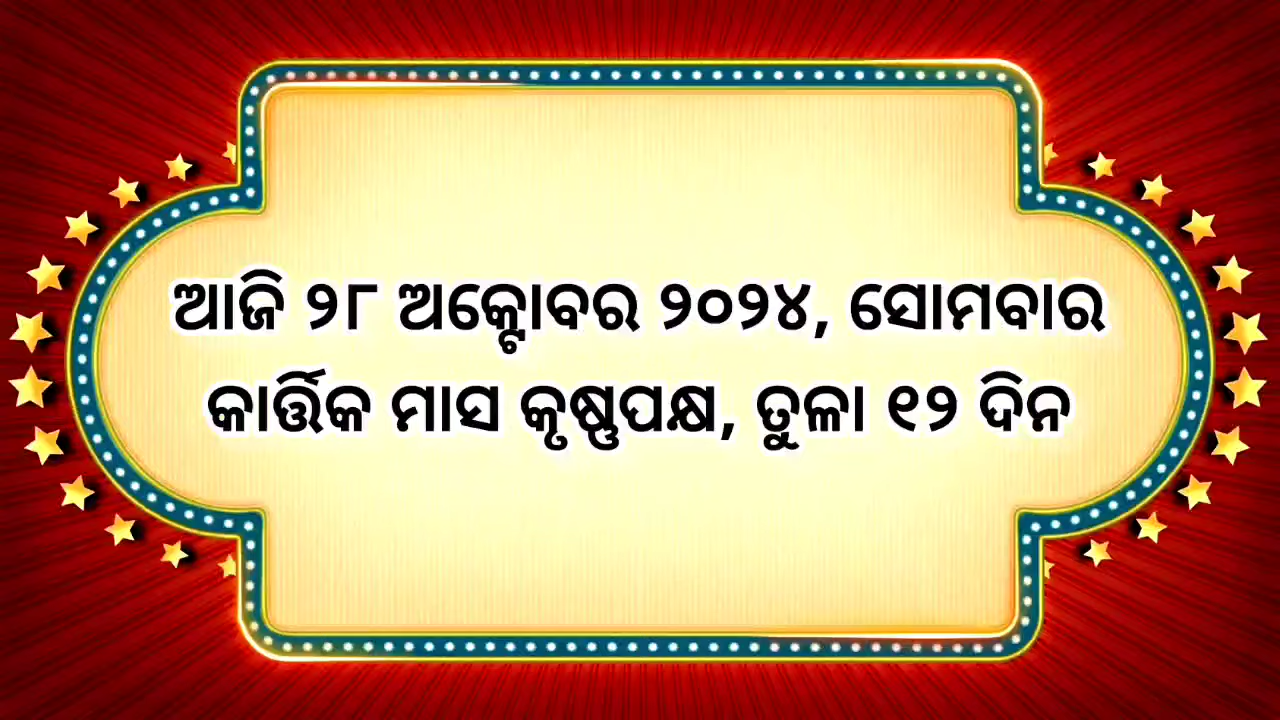 ଆଜି ୨୮ ଅକ୍ଟୋବର ୨୦୨୪, ସୋମବାର
କାର୍ତ୍ତିକ ମାସ କୃଷ୍ଣପକ୍ଷ, ତୁଳା ୧୨ ଦିନ